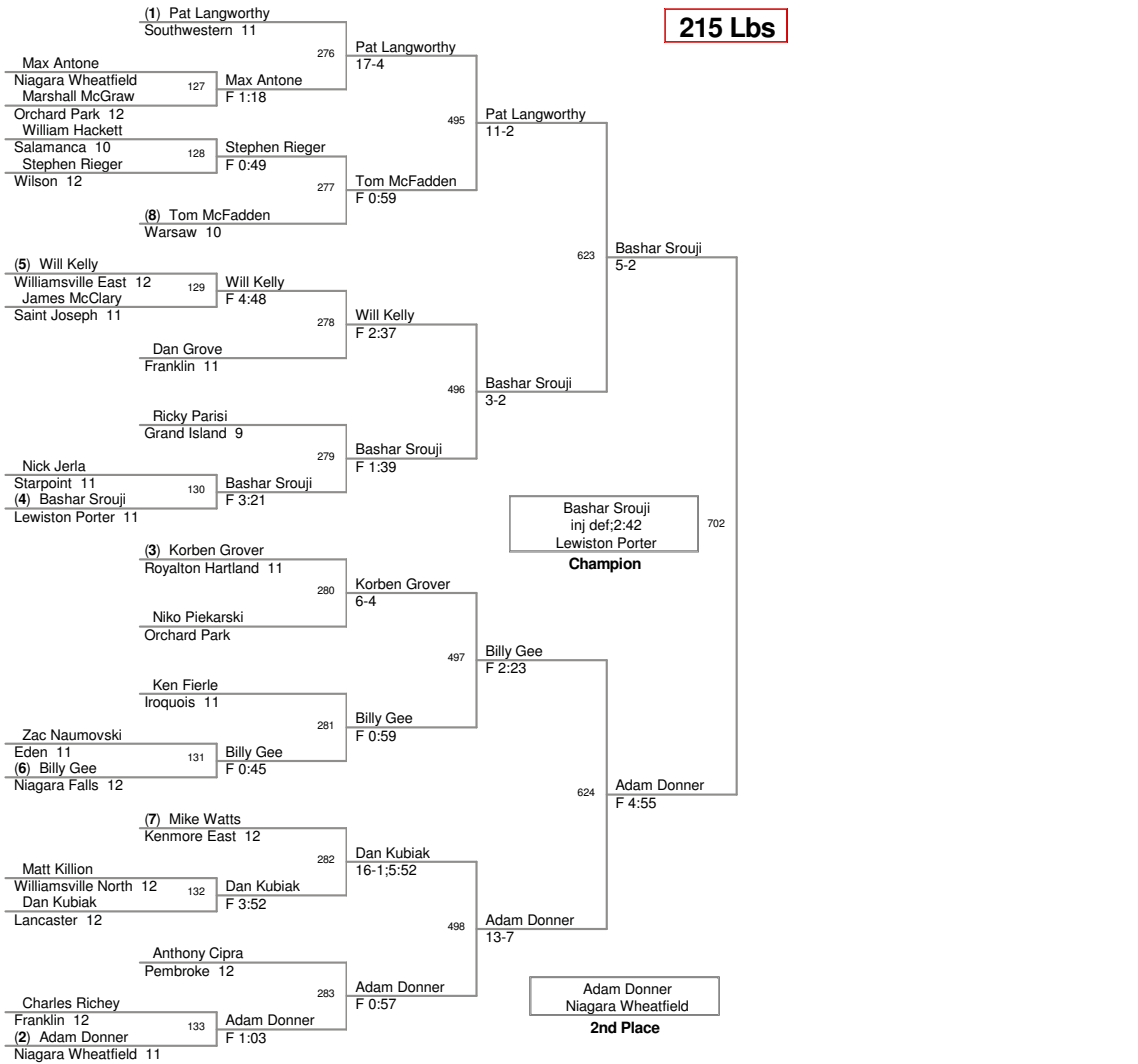 215 Lbs
(1) Pat Langworthy
Southwestern 11
276
Pat Langworthy
17-4
Max Antone
Niagara Wheatfield
127
Max Antone
F 1:18
Marshall McGraw
Orchard Park 12
495
Pat Langworthy
11-2
William Hackett
Salamanca 10
128
Stephen Rieger
F 0:49
Stephen Rieger
Wilson 12
277
Tom McFadden
F 0:59
(8) Tom McFadden
Warsaw 10
623
Bashar Srouji
5-2
(5) Will Kelly
Williamsville East 12
129
Will Kelly
F 4:48
James McClary
Saint Joseph 11
278
Will Kelly
F 2:37
Dan Grove
Franklin 11
496
Bashar Srouji
3-2
Ricky Parisi
Grand Island 9
279
Bashar Srouji
F 1:39
Nick Jerla
Starpoint 11
130
Bashar Srouji
F 3:21
(4) Bashar Srouji
Lewiston Porter 11
Bashar Srouji
inj def;2:42
Lewiston Porter
702
Champion
(3) Korben Grover
Royalton Hartland 11
280
Korben Grover
6-4
Niko Piekarski
Orchard Park
497
Billy Gee
F 2:23
Ken Fierle
Iroquois 11
281
Billy Gee
F 0:59
Zac Naumovski
Eden 11
131
Billy Gee
F 0:45
(6) Billy Gee
Niagara Falls 12
624
Adam Donner
F 4:55
(7) Mike Watts
Kenmore East 12
282
Dan Kubiak
16-1;5:52
Matt Killion
Williamsville North 12
132
Dan Kubiak
F 3:52
Dan Kubiak
Lancaster 12
498
Adam Donner
13-7
Anthony Cipra
Pembroke 12
283
Adam Donner
F 0:57
Charles Richey
Franklin 12
133
Adam Donner
F 1:03
(2) Adam Donner
Niagara Wheatfield 11
Adam Donner
Niagara Wheatfield
2nd Place